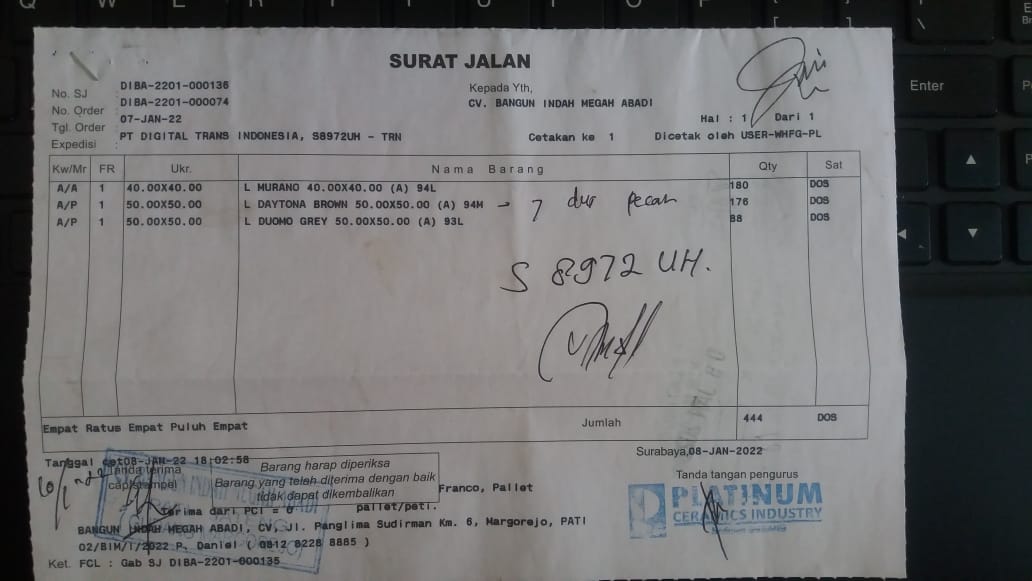 SURAT JALAN
No. SJ : DIBA-2201-000136
No. Order : DIBA-2201-000074
Tgl. Order : 07-JAN-22
Expedisi : PT DIGITAL TRANS INDONESIA, S8972UH - TRN
Kepada Yth,
CV. BANGUN INDAH MEGAH ABADI
Hal : 1 Dari 1
Cetakan ke 1 Dicetak oleh USER-WHFG-PL
Kw/Mr FR Ukr. Nama Barang Qty Sat
A/A 1 40.00X40.00 L MURANO 40.00X40.00 (A) 94L 180 DOS
A/P 1 50.00X50.00 L DAYTONA BROWN 50.00X50.00 (A) 94M → 7 dus pecah 176 DOS
A/P 1 50.00X50.00 L DUOMO GREY 50.00X50.00 (A) 93L 88 DOS
S 8972 UH.
Empat Ratus Empat Puluh Empat Jumlah 444 DOS
Tanggal cet08-JAN-22 18:02:58
Surabaya,08-JAN-2022
Tanda terima
cap/stempel
Barang harap diperiksa
Barang yang telah diterima dengan baik
tidak dapat dikembalikan
Tanda tangan pengurus
PLATINUM
CERAMICS INDUSTRY
Franco, Pallet
Terima dari PCI = 0 pallet/peti.
BANGUN INDAH MEGAH ABADI, CV, Jl. Panglima Sudirman Km. 6, Margorejo, PATI
02/BIM/I/2022 P. Daniel ( 0812 8228 8885 )
Ket. FCL : Gab SJ DIBA-2201-000135
Enter